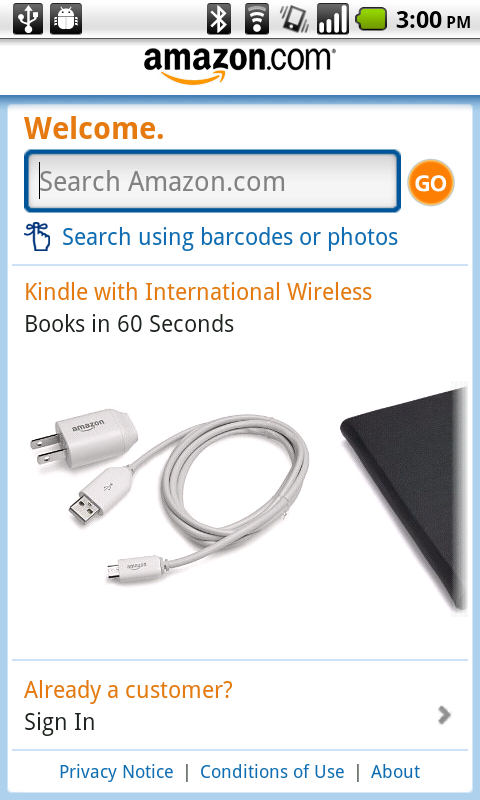 3:00 PM
amazon.com
Welcome.
Search Amazon.com
GO
Search using barcodes or photos
Kindle with International Wireless
Books in 60 Seconds
amazon
amazon
Already a customer?
Sign In
Privacy Notice | Conditions of Use | About